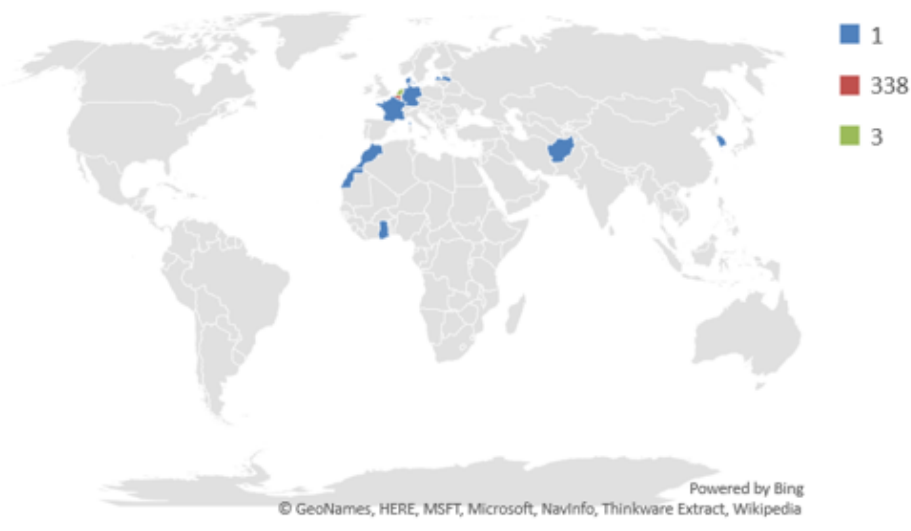 1
338
3
Powered by Bing
© GeoNames, HERE, MSFT, Microsoft, NavInfo, Thinkware Extract, Wikipedia